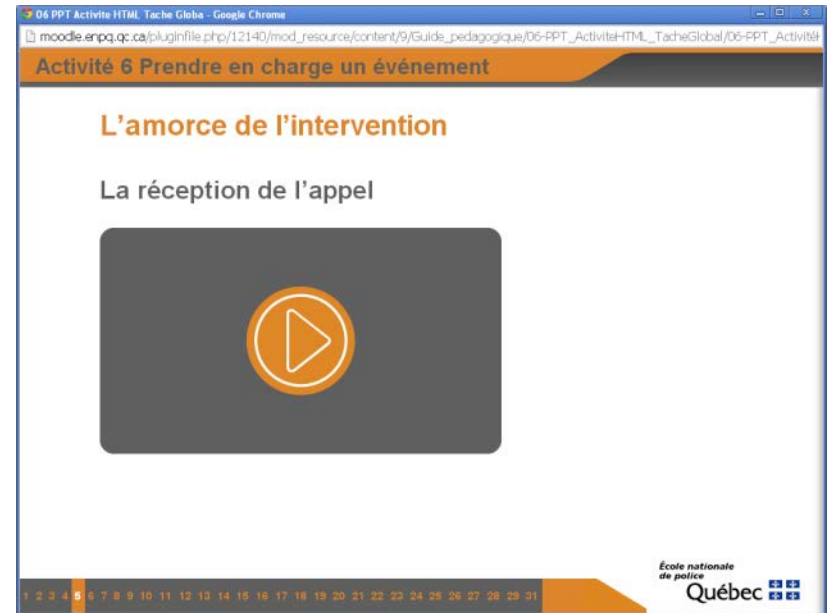 06 PPT Activite HTML Tache Globa - Google Chrome
moodle.enpq.qc.ca/pluginfile.php/12140/mod_resource/content/9/Guide_pedagogique/06-PPT_ActiviteHTML_TacheGlobal/06-PPT_Activité
Activité 6 Prendre en charge un événement
L'amorce de l'intervention
La réception de l'appel
École nationale
de police
Québec
1 2 3 4 5 6 7 8 9 10 11 12 13 14 15 16 17 18 19 20 21 22 23 24 25 26 27 28 29 31